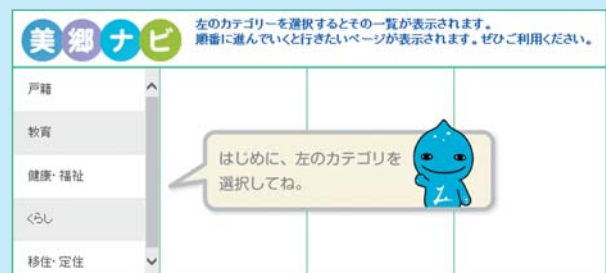 美郷ナビ
左のカテゴリーを選択するとその一覧が表示されます。
順番に進んでいくと行きたいページが表示されます。ぜひご利用ください。
戸籍
教育
健康・福祉
くらし
移住・定住
はじめに、左のカテゴリを
選択してね。